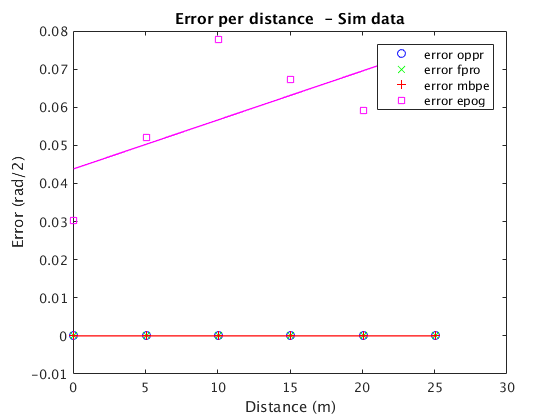 Error per distance - Sim data
error oppr
error fpro
error mbpe
error epog
Error (rad/2)
0.08
0.07
0.06
0.05
0.04
0.03
0.02
0.01
0
-0.01
0
5
10
15
20
25
30
Distance (m)